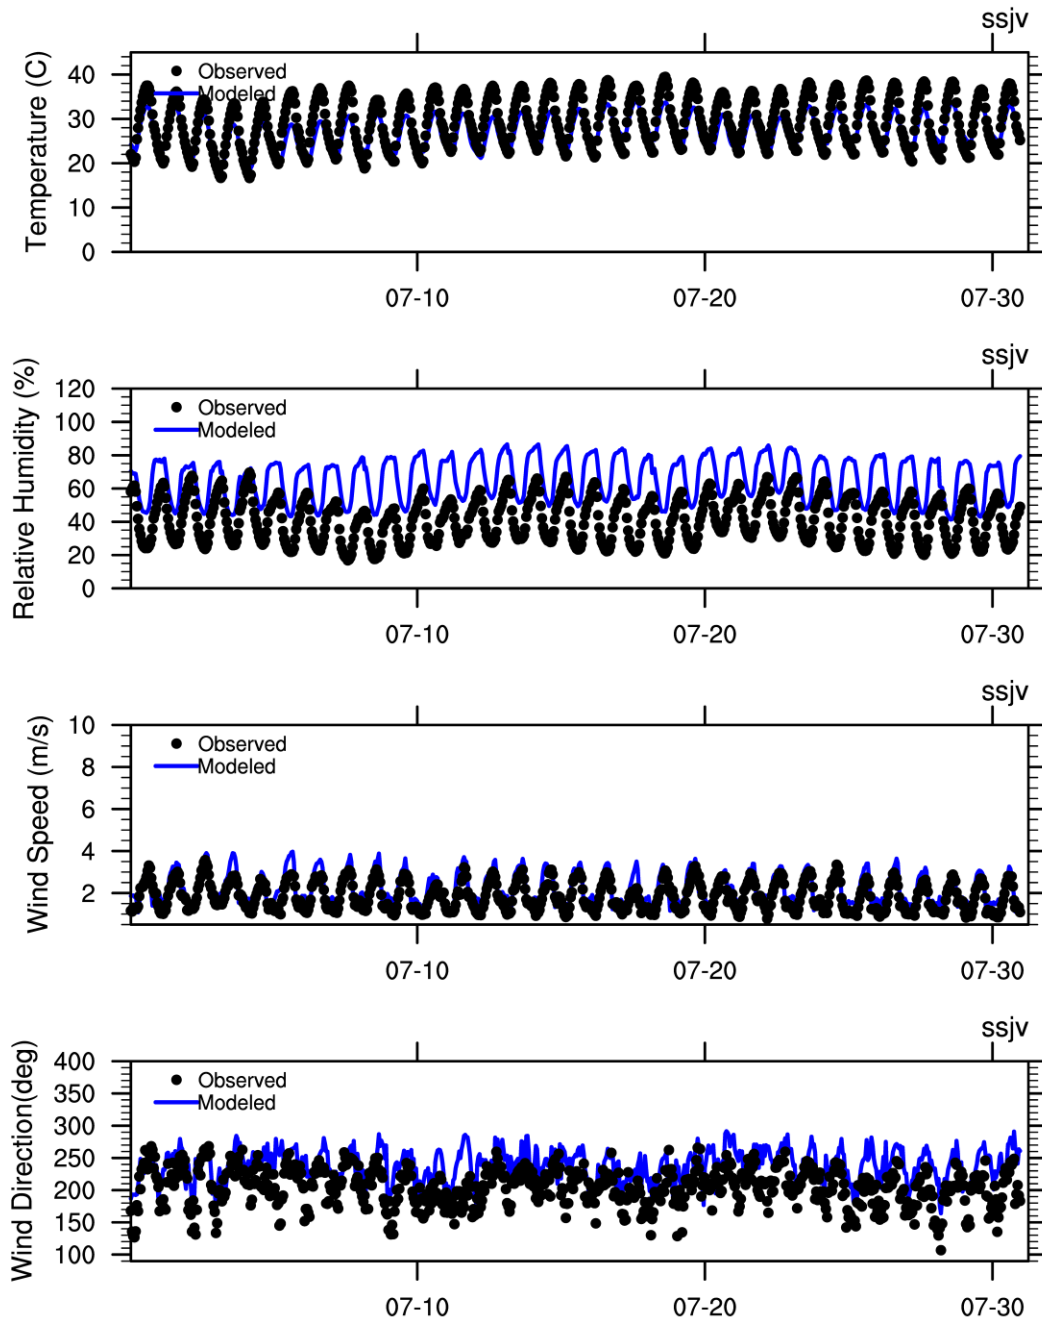 ssjv
Temperature (C)
40
30
20
10
0
Observed
Modeled
07-10
07-20
07-30
ssjv
Relative Humidity (%)
120
100
80
60
40
20
0
Observed
Modeled
07-10
07-20
07-30
ssjv
Wind Speed (m/s)
10
8
6
4
2
Observed
Modeled
07-10
07-20
07-30
ssjv
Wind Direction(deg)
400
350
300
250
200
150
100
Observed
Modeled
07-10
07-20
07-30